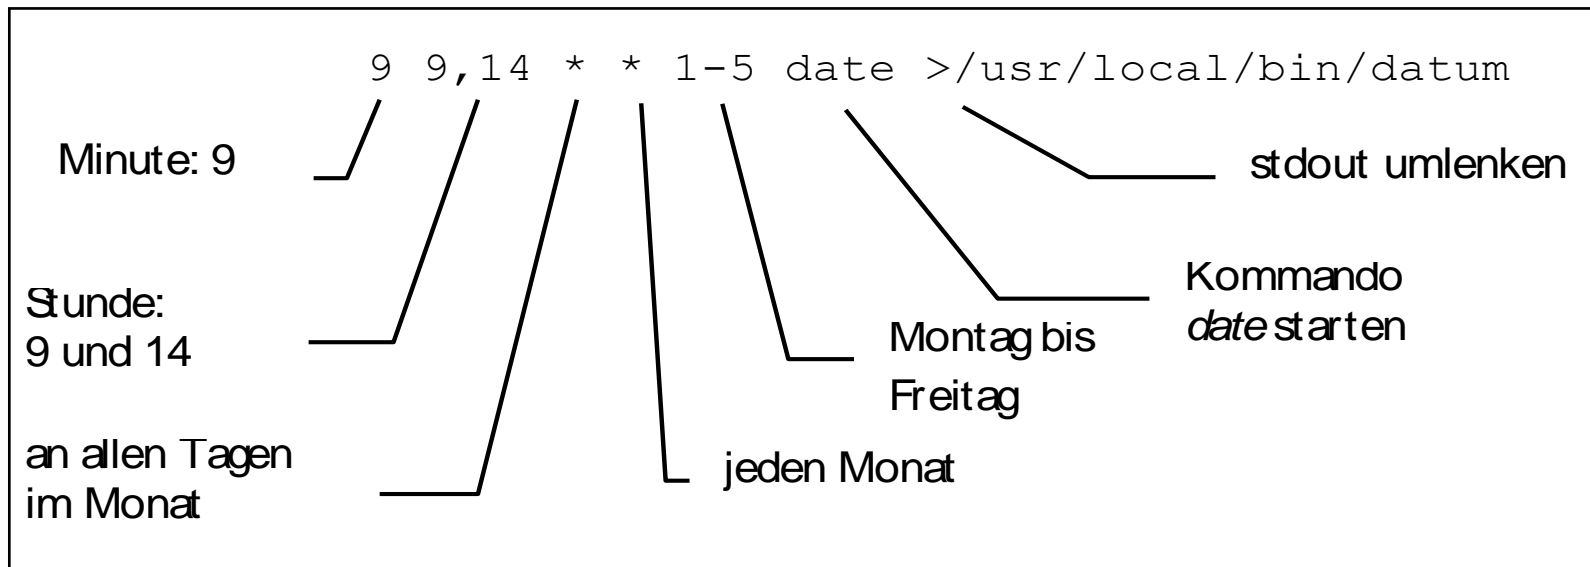 9 9,14 * * 1-5 date >/usr/local/bin/datum
Minute: 9
stdout umlenken
Stunde:
9 und 14
Kommando
date starten
Montag bis
Freitag
an allen Tagen
im Monat
jeden Monat